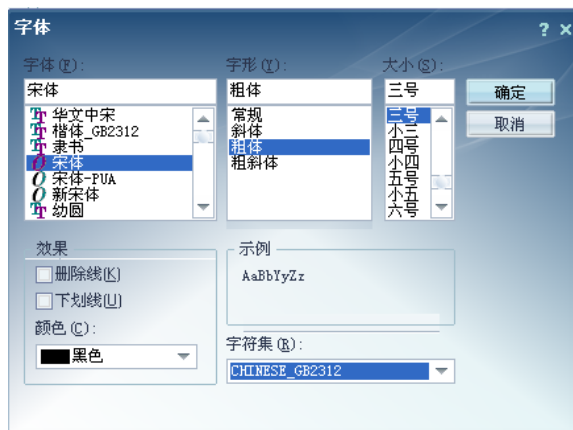 字体
? ×
字体(F):
字形(Y):
大小(S):
宋体
粗体
三号
确定
华文中宋
楷体_GB2312
隶书
宋体
宋体-PUA
新宋体
幼圆
常规
斜体
粗体
粗斜体
三号
小三
四号
小四
五号
小五
六号
取消
效果
删除线(K)
下划线(U)
颜色(C):
黑色
示例
AaBbYyZz
字符集(R):
CHINESE_GB2312